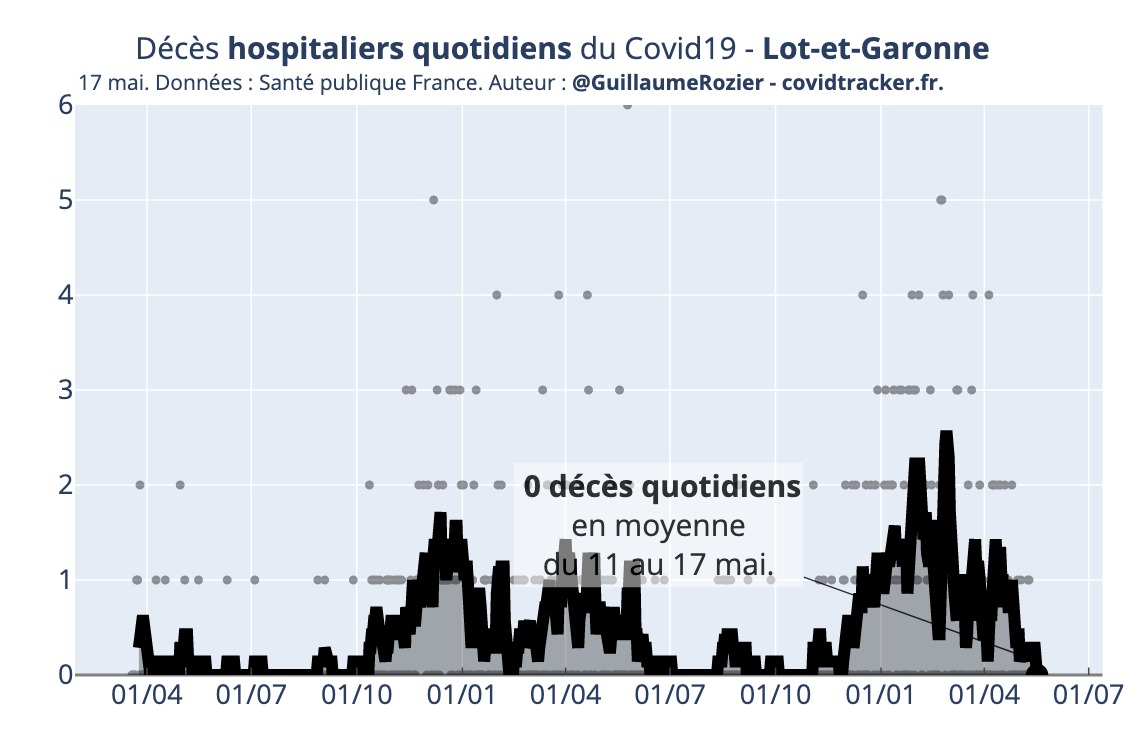 Décès hospitaliers quotidiens du Covid19 - Lot-et-Garonne
17 mai. Données : Santé publique France. Auteur : @GuillaumeRozier - covidtracker.fr.
6
5
4
3
2
1
0
0 décès quotidiens
en moyenne
du 11 au 17 mai.
01/04 01/07 01/10 01/01 01/04 01/07 01/10 01/01 01/04 01/07